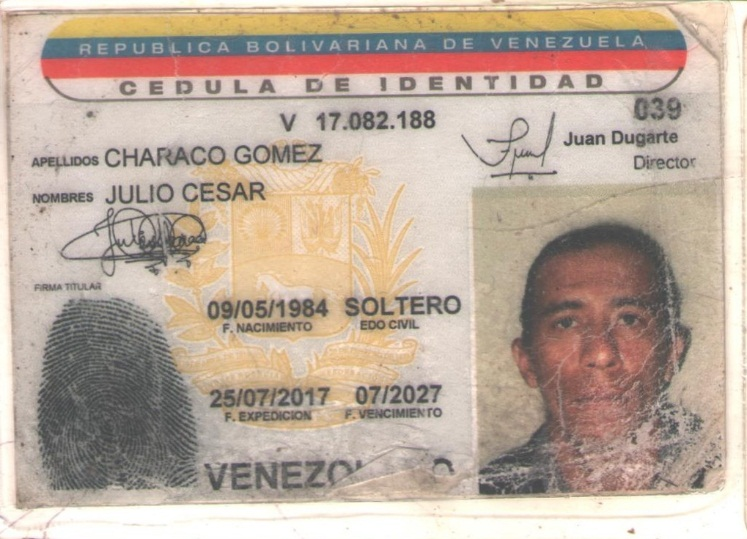 REPUBLICA BOLIVARIANA DE VENEZUELA
CEDULA DE IDENTIDAD
V 17.082.188
039
Juan Dugarte
Director
APELLIDOS CHARACO GOMEZ
NOMBRES JULIO CESAR
FIRMA TITULAR
09/05/1984 SOLTERO
F. NACIMIENTO EDO CIVIL
25/07/2017 07/2027
F. EXPEDICION F. VENCIMIENTO